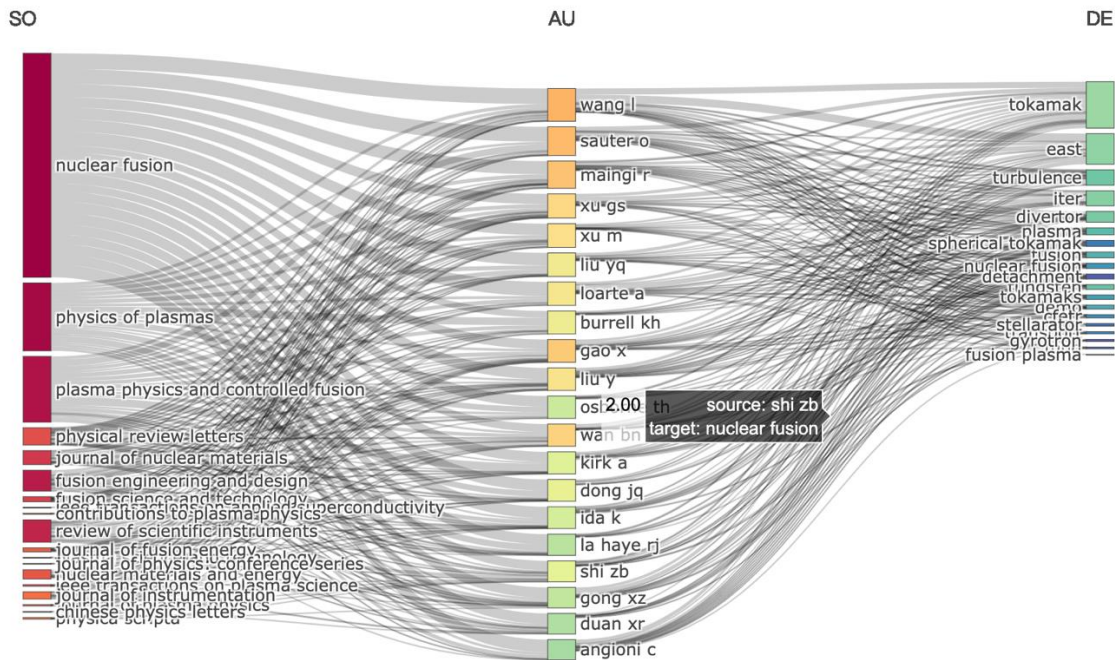 SO
AU
DE
nuclear fusion
physics of plasmas
plasma physics and controlled fusion
physical review letters
journal of nuclear materials
fusion engineering and design
fusion science and technology
superconductivity
contributions to plasma physics
review of scientific instruments
journal of fusion energy
journal of physics: conference series
nuclear materials and energy
ieee transactions on plasma science
journal of instrumentation
chinese physics letters
physica scripta
wang l
sauter o
maingi r
xu gs
xu m
liu yq
loarte a
burrell kh
gao x
liu y
2.00
source: shi zb
target: nuclear fusion
kirk a
dong jq
ida k
la haye rj
shi zb
gong xz
duan xr
angioni c
tokamak
east
turbulence
iter
divertor
plasma
spherical tokamak
fusion
nuclear fusion
detachment
tungsten
tokamaks
demo
cfetr
stellarator
gyrotron
fusion plasma